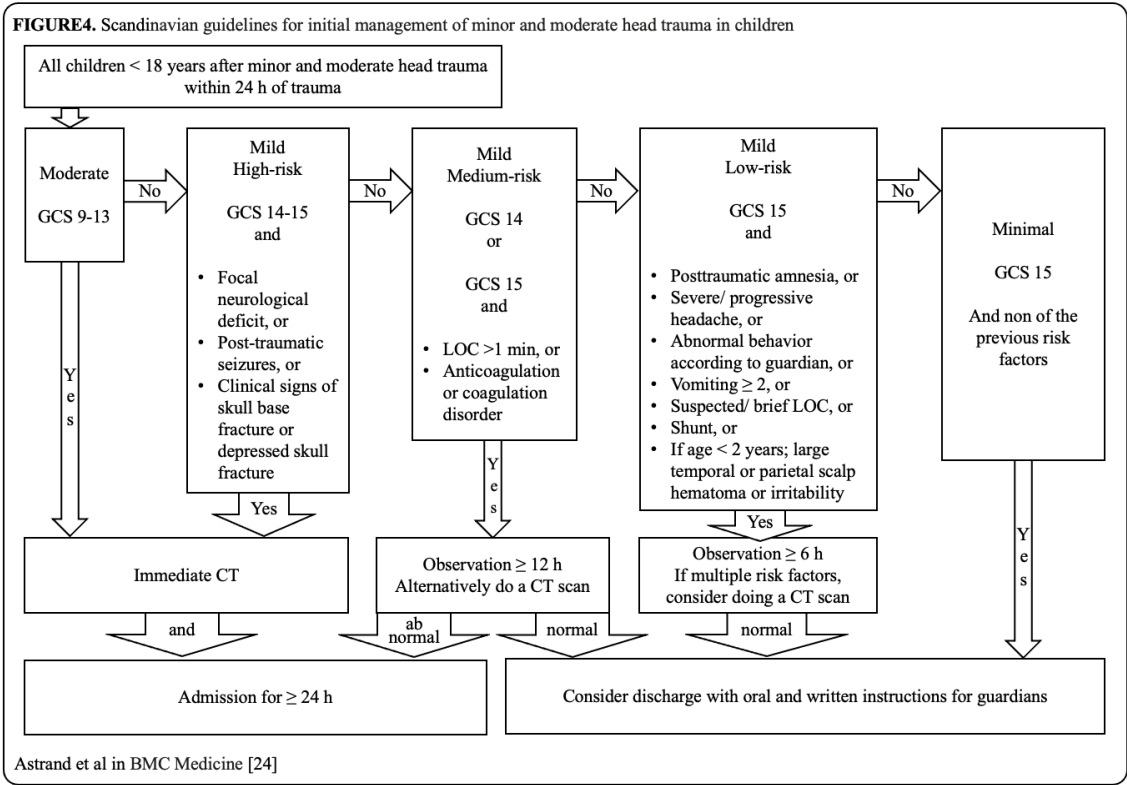 FIGURE4. Scandinavian guidelines for initial management of minor and moderate head trauma in children
All children < 18 years after minor and moderate head trauma
within 24 h of trauma
Moderate
GCS 9-13
No
Mild
High-risk
GCS 14-15
and
• Focal
neurological
deficit, or
• Post-traumatic
seizures, or
• Clinical signs of
skull base
fracture or
depressed skull
fracture
No
Mild
Medium-risk
GCS 14
or
GCS 15
and
• LOC >1 min, or
• Anticoagulation
or coagulation
disorder
No
Mild
Low-risk
GCS 15
and
• Posttraumatic amnesia, or
• Severe/ progressive
headache, or
• Abnormal behavior
according to guardian, or
• Vomiting ≥ 2, or
• Suspected/ brief LOC, or
• Shunt, or
• If age < 2 years; large
temporal or parietal scalp
hematoma or irritability
No
Minimal
GCS 15
And non of the
previous risk
factors
Yes
Yes
Yes
Yes
Yes
Immediate CT
Observation ≥ 12 h
Alternatively do a CT scan
Observation ≥ 6 h
If multiple risk factors,
consider doing a CT scan
and
ab
normal
normal
normal
Admission for ≥ 24 h
Consider discharge with oral and written instructions for guardians
Astrand et al in BMC Medicine [24]